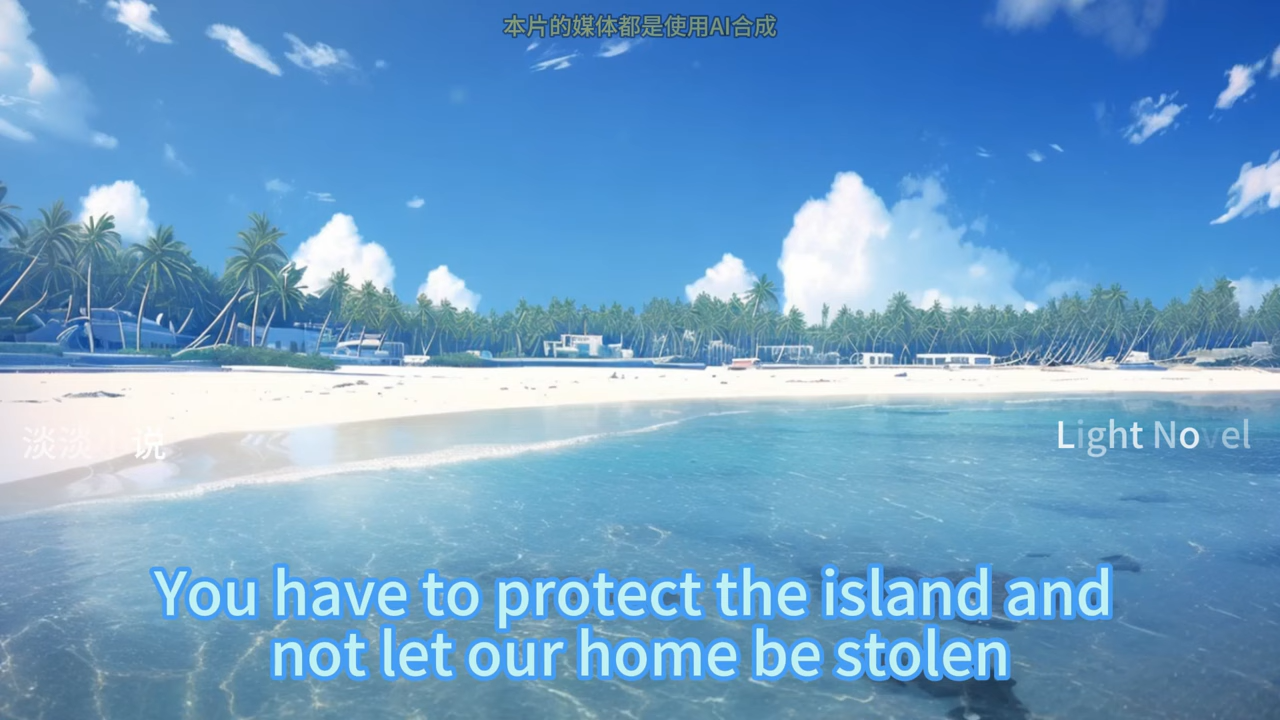 本片的媒体都是使用AI合成
淡淡小说
Light Novel
You have to protect the island and
not let our home be stolen